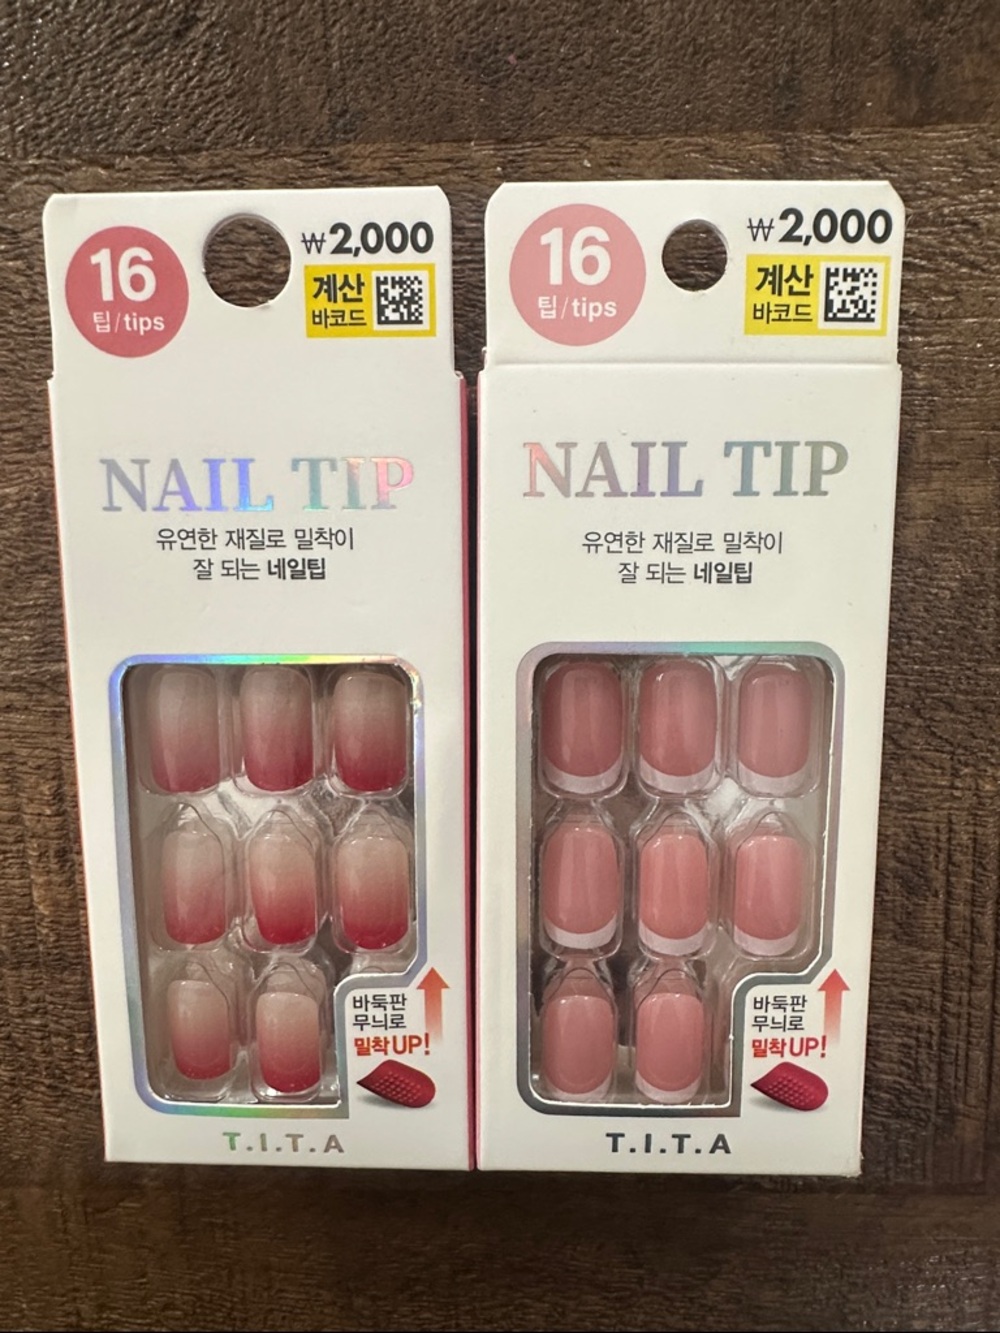 16
팁/tips
₩2,000
계산
바코드
NAIL TIP
유연한 재질로 밀착이
잘 되는 네일팁
바둑판
무늬로
밀착UP!
T.I.T.A
16
팁/tips
₩2,000
계산
바코드
NAIL TIP
유연한 재질로 밀착이
잘 되는 네일팁
바둑판
무늬로
밀착UP!
T.I.T.A